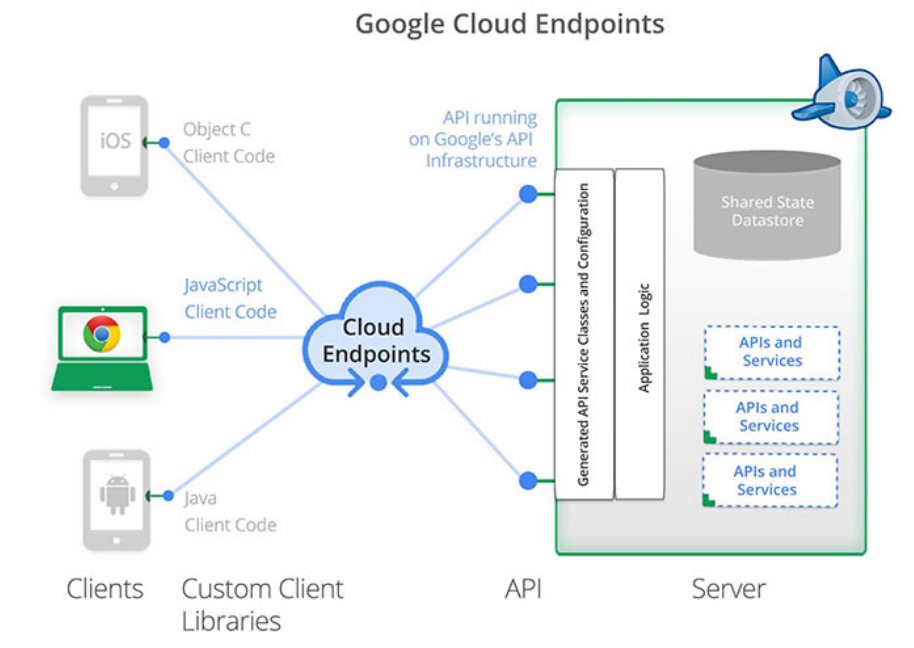 Google Cloud Endpoints
iOS
Object C
Client Code
API running
on Google's API
Infrastructure
Shared State
Datastore
JavaScript
Client Code
Cloud
Endpoints
Generated API Service Classes and Configuration
Application Logic
APIs and
Services
APIs and
Services
APIs and
Services
Java
Client Code
Clients
Custom Client
Libraries
API
Server